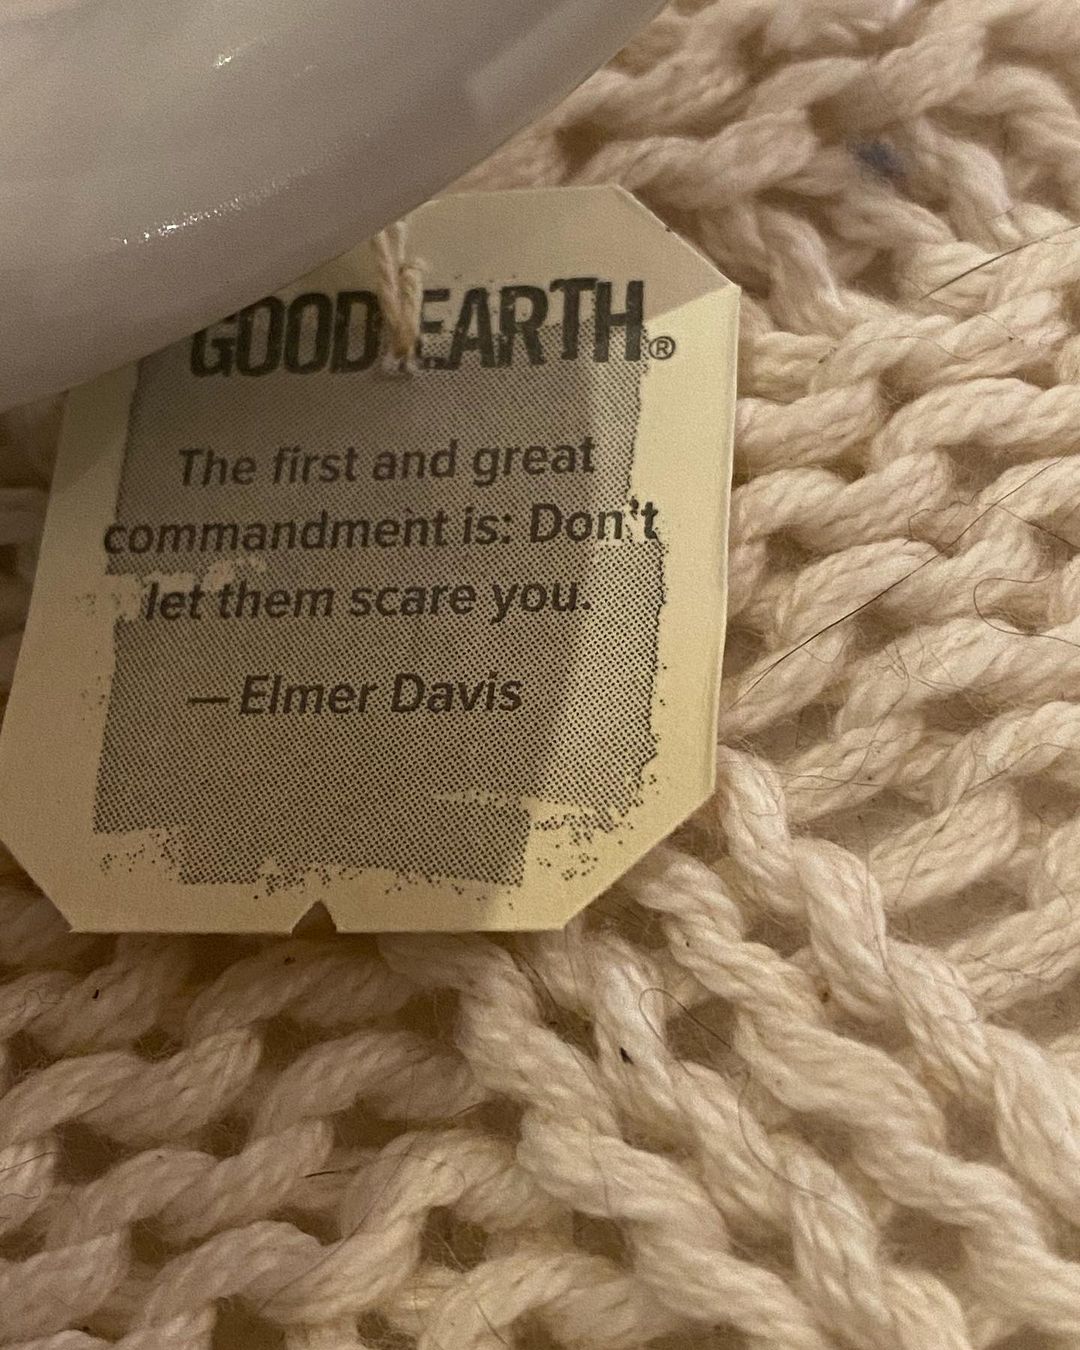 GOOD EARTH®
The first and great
commandment is: Don't
let them scare you.
— Elmer Davis